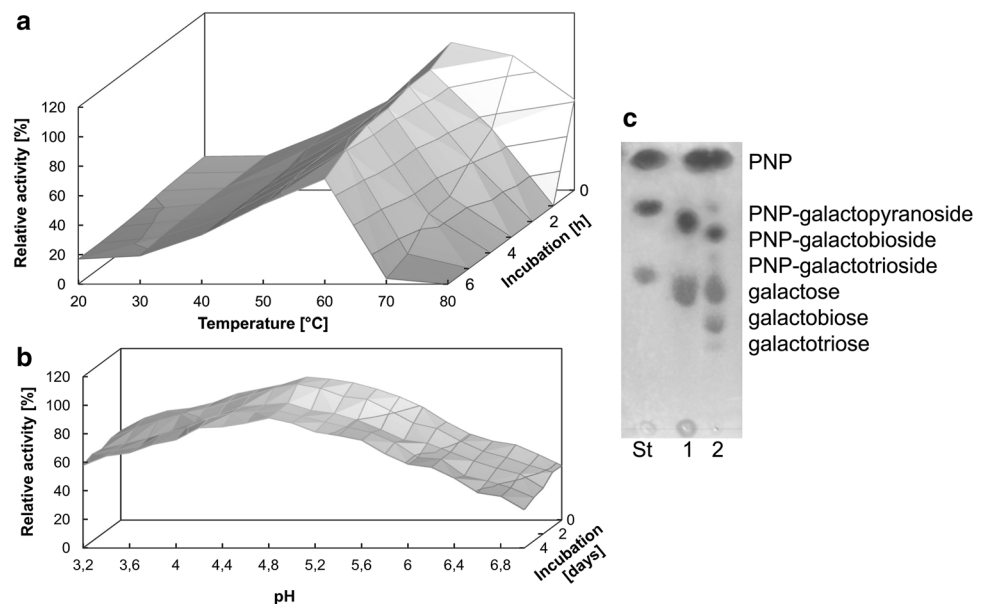 a
Relative activity [%]
120
100
80
60
40
20
0
20 30 40 50 60 70 80
Temperature [°C]
0
2
4
6
Incubation [h]
b
Relative activity [%]
120
100
80
60
40
20
0
3,2 3,6 4 4,4 4,8 5,2 5,6 6 6,4 6,8
pH
0
2
4
Incubation
[days]
c
PNP
PNP-galactopyranoside
PNP-galactobioside
PNP-galactotrioside
galactose
galactobiose
galactotriose
St 1 2